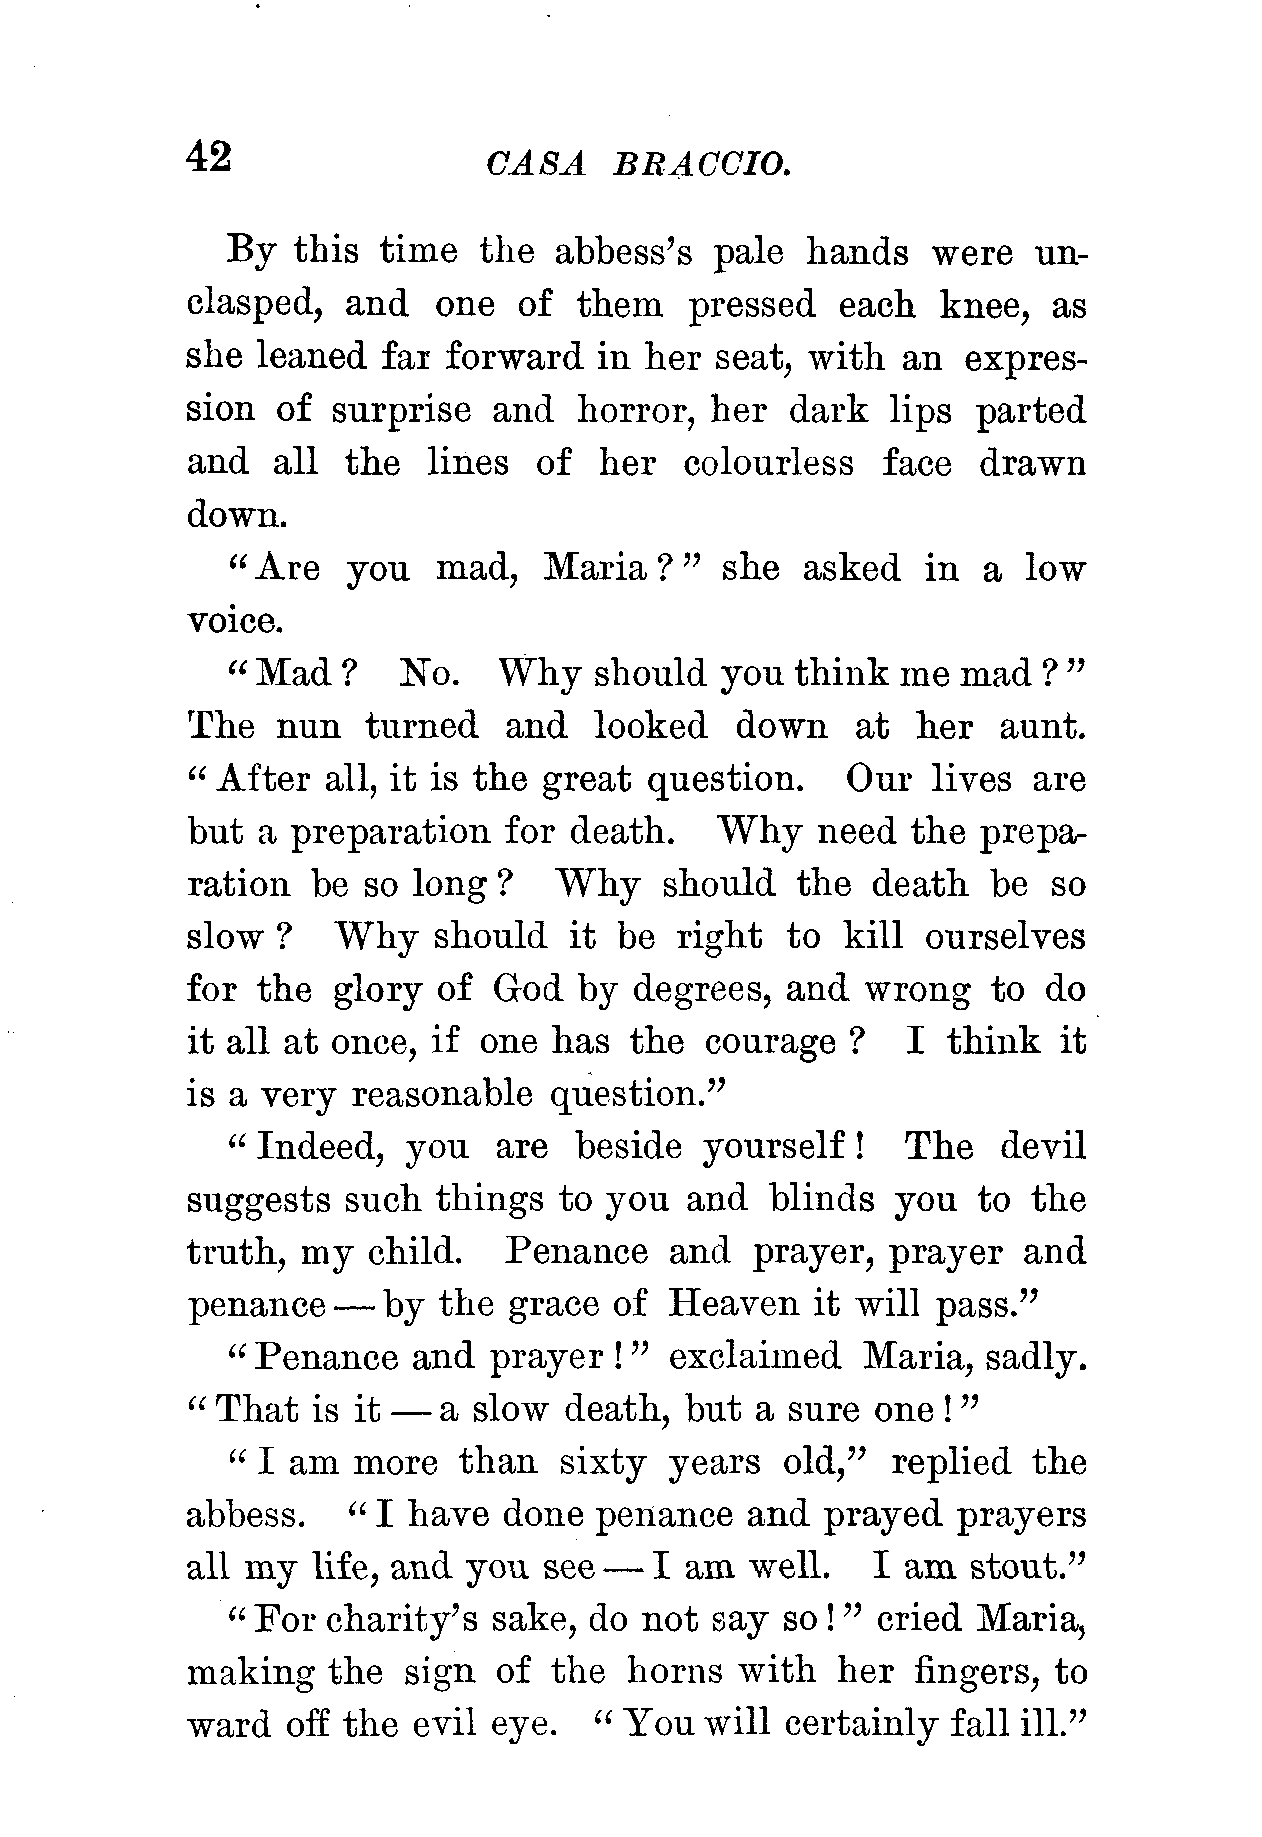 42
CASA BRACCIO.
By this time the abbess's pale hands were un-
clasped, and one of them pressed each knee, as
she leaned far forward in her seat, with an expres-
sion of surprise and horror, her dark lips parted
and all the lines of her colourless face drawn
down.
"Are you mad, Maria?" she asked in a low
voice.
"Mad? No. Why should you think me mad?"
The nun turned and looked down at her aunt.
"After all, it is the great question. Our lives are
but a preparation for death. Why need the prepa-
ration be so long? Why should the death be so
slow? Why should it be right to kill ourselves
for the glory of God by degrees, and wrong to do
it all at once, if one has the courage? I think it
is a very reasonable question."
"Indeed, you are beside yourself! The devil
suggests such things to you and blinds you to the
truth, my child. Penance and prayer, prayer and
penance — by the grace of Heaven it will pass."
"Penance and prayer!" exclaimed Maria, sadly.
"That is it — a slow death, but a sure one!"
"I am more than sixty years old," replied the
abbess. "I have done penance and prayed prayers
all my life, and you see — I am well. I am stout."
"For charity's sake, do not say so!" cried Maria,
making the sign of the horns with her fingers, to
ward off the evil eye. "You will certainly fall ill."